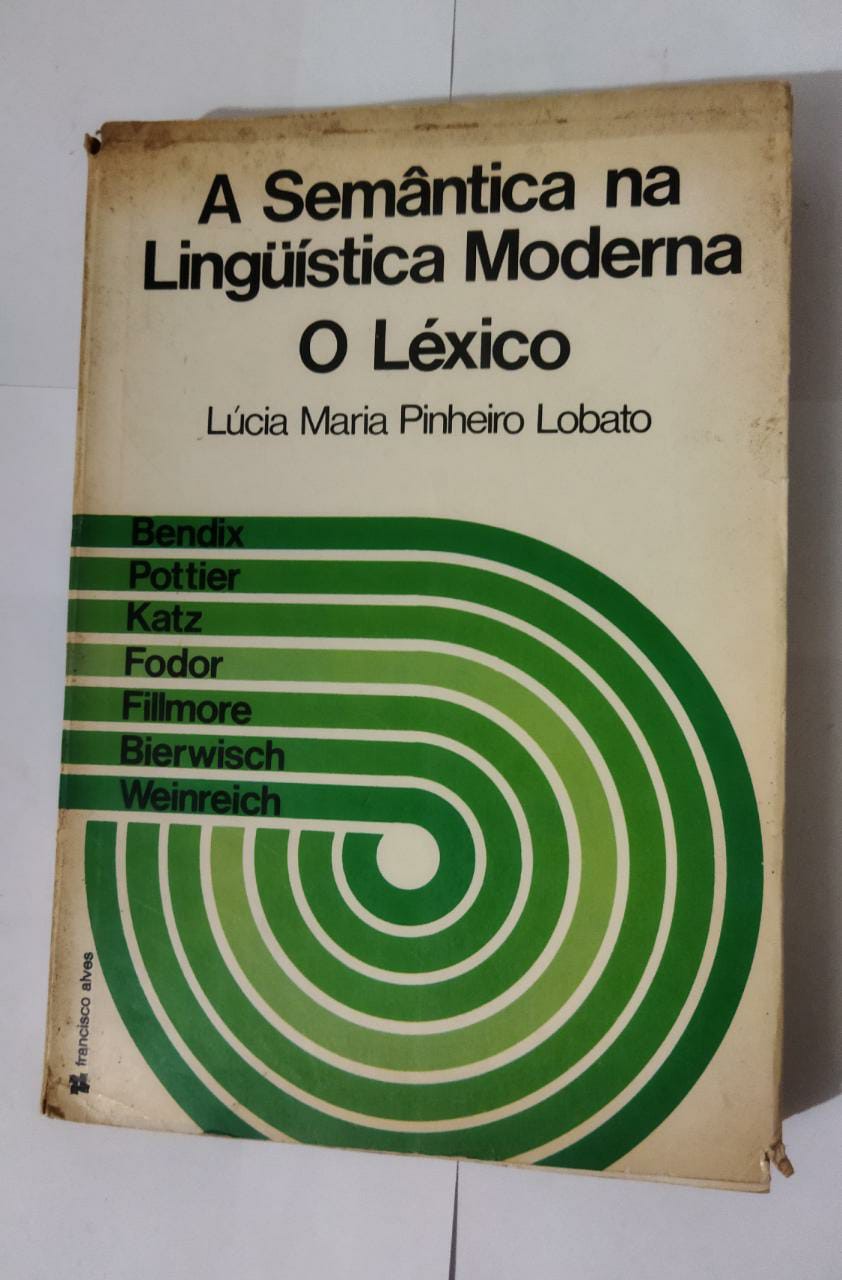 A Semântica na
Lingüística Moderna
O Léxico
Lúcia Maria Pinheiro Lobato
Bendix
Pottier
Katz
Fodor
Fillmore
Bierwisch
Weinreich
francisco alves